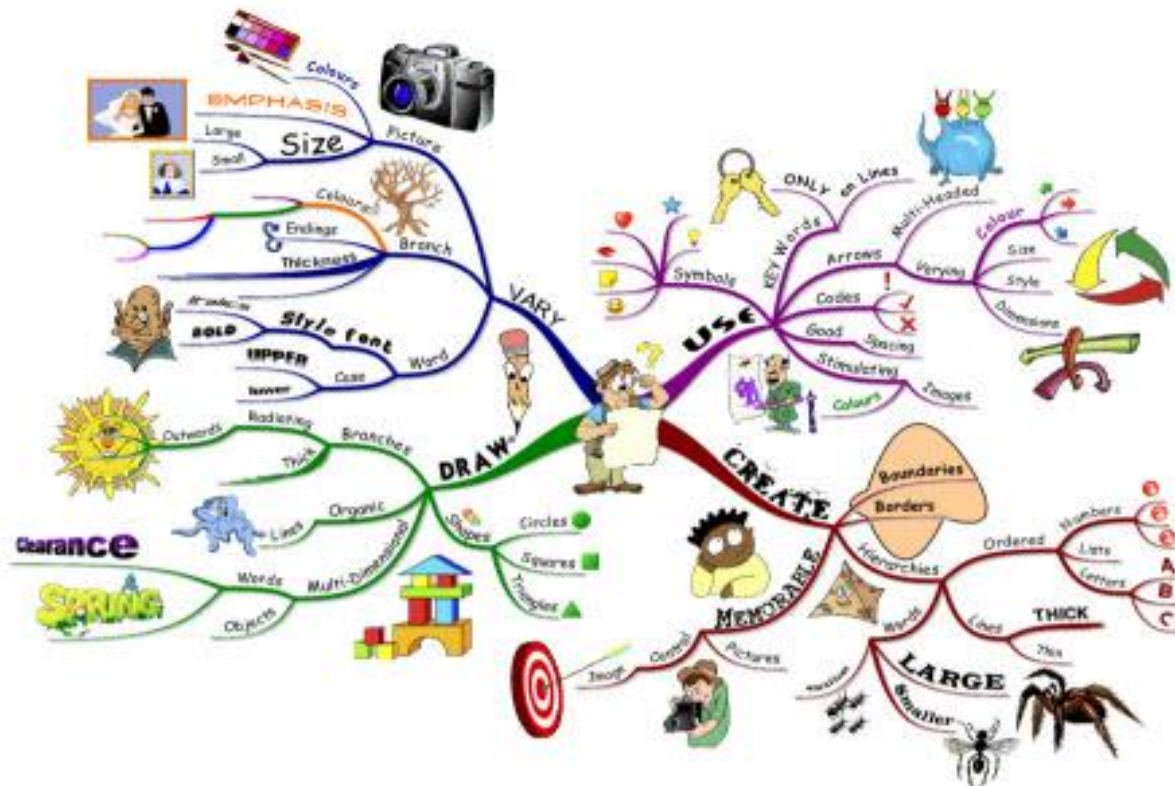 VARY
Picture
Colours
EMPHASIS
Size
Large
Small
Branch
Coloured
Endings
Thickness
Word
Style font
BOLD
Case
UPPER
lower
USE
Symbols
KEY Words
ONLY
on Lines
Arrows
Multi-Headed
Varying
Colour
Size
Style
Dimensions
Codes
!
Good
Spacing
Stimulating
Colours
Images
DRAW
Branches
Radiating
Outwards
Thick
Organic
Lines
Multi-Dimensional
Words
Clearance
SPRING
Objects
Shapes
Circles
Squares
Triangles
CREATE
Boundaries
Borders
Hierarchies
Ordered
Numbers
Lists
Letters
A
B
C
Lines
THICK
Thin
Words
LARGE
Smaller
MEMORABLE
Central
Image
Pictures